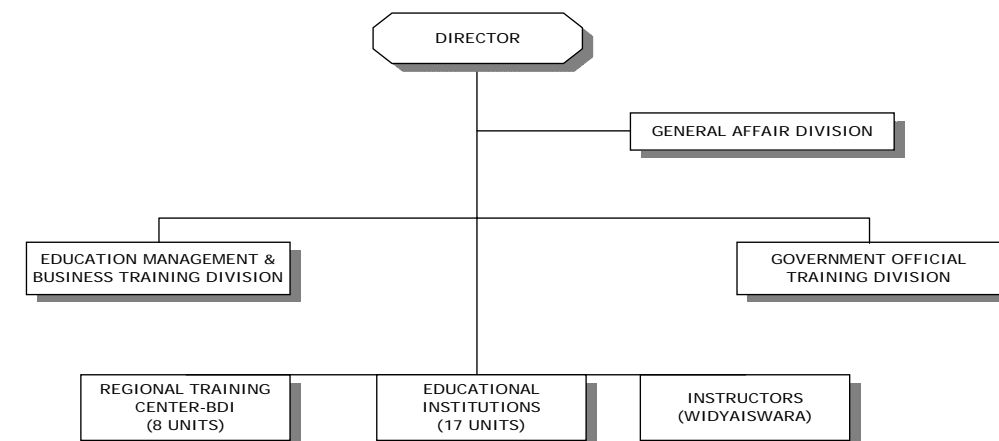 DIRECTOR
GENERAL AFFAIR DIVISION
EDUCATION MANAGEMENT &
BUSINESS TRAINING DIVISION
GOVERNMENT OFFICIAL
TRAINING DIVISION
REGIONAL TRAINING
CENTER-BDI
(8 UNITS)
EDUCATIONAL
INSTITUTIONS
(17 UNITS)
INSTRUCTORS
(WIDYAISWARA)